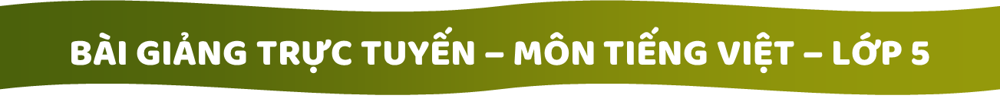 BÀI GIẢNG TRỰC TUYẾN – MÔN TIẾNG VIỆT – LỚP 5